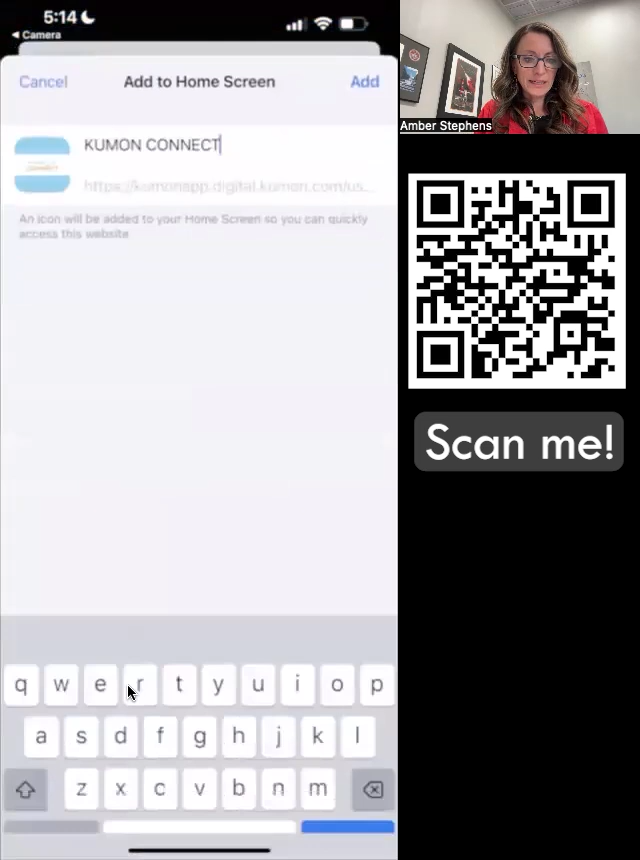 5:14
◄ Camera
Cancel
Add to Home Screen
Add
KUMON CONNECT
https://kumonapp.digital.kumon.com/us...
An icon will be added to your Home Screen so you can quickly
access this website
q w e r t y u i o p
a s d f g h j k l
z x c v b n m
Amber Stephens
Scan me!